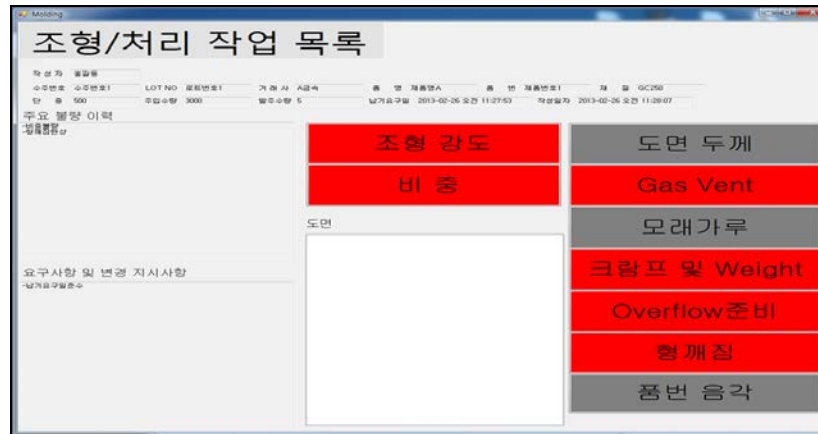 Molding
조형/처리 작업 목록
작 성 자 홍길동
수주번호 수주번호1 LOT NO 로트번호1 거 래 사 A금속 품 명 제품명A 품 번 제품번호1 재 질 GC250
단 중 500 주입수량 3000 발주수량 5 납기요구일 2013-02-26 오전 11:27:53 작성일자 2013-02-26 오전 11:28:07
주요 불량 이력
조형 강도
도면 두께
비 중
Gas Vent
도면
모래가루
요구사항 및 변경 지시사항
-납기요구일준수
크람프 및 Weight
Overflow준비
형깨짐
품번 음각